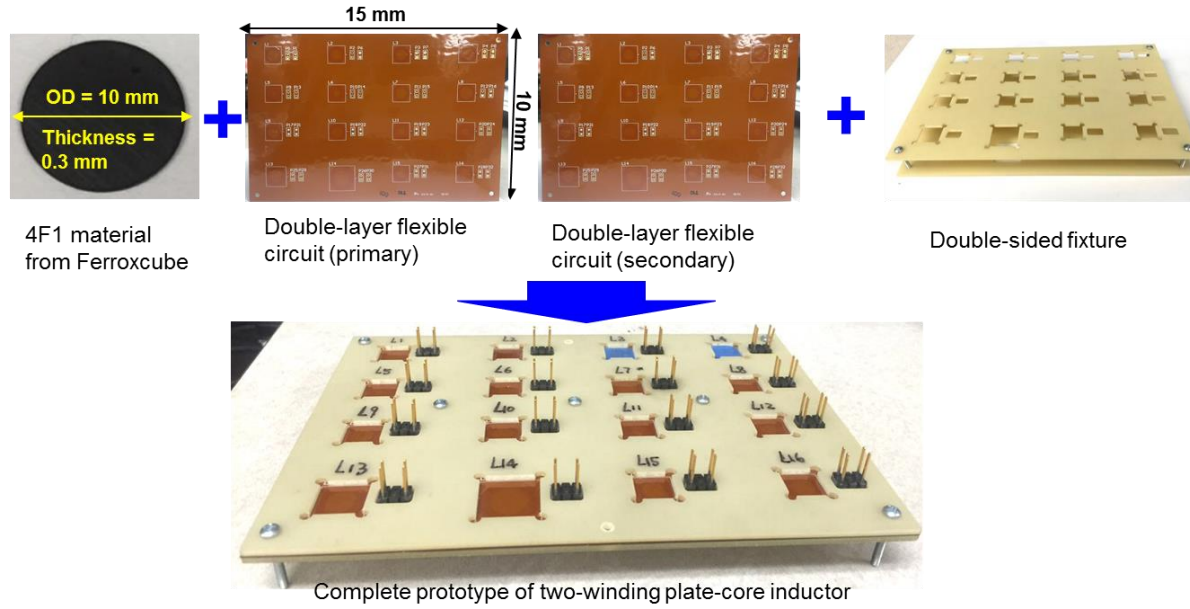 15 mm
OD = 10 mm
Thickness =
0.3 mm
10 mm
4F1 material
from Ferroxcube
Double-layer flexible
circuit (primary)
Double-layer flexible
circuit (secondary)
Double-sided fixture
L1
L2
L3
L4
L5
L6
L7
L8
L9
L10
L11
L12
L13
L14
L15
L16
Complete prototype of two-winding plate-core inductor